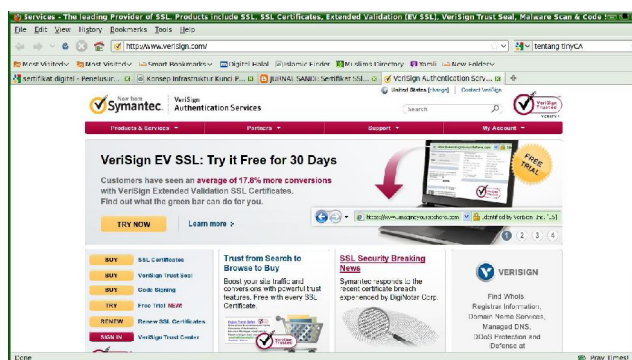 Services - The leading Provider of SSL. Products include SSL, SSL Certificates, Extended Validation (EV SSL), VeriSign Trust Seal, Malware Scan & Code
File Edit View History Bookmarks Tools Help
http://www.verisign.com/
tentang tinyCA
Most Visited Most Visited Smart Bookmarks Digital Halal Islamic Finder Muslims Directory Yamli New Folder
sertifikat digital - Penelusur... Konsep Infrastruktur Kunci P... JURNAL SANDI: Sertifikat SSL... VeriSign Authentication Serv...
United States [change] Contact VeriSign
Symantec. VeriSign
Authentication Services
Search
VeriSign
Trusted
Products & Services Partners Support My Account
VeriSign EV SSL: Try it Free for 30 Days
Customers have seen an average of 17.8% more conversions
with VeriSign Extended Validation SSL Certificates.
Find out what the green bar can do for you.
FREE
TRIAL
TRY NOW Learn more >
1 2 3 4
BUY SSL Certificates
BUY VeriSign Trust Seal
BUY Code Signing
TRY Free Trial NEW!
RENEW Renew SSL Certificates
SIGN IN VeriSign Trust Center
Trust from Search to
Browse to Buy
Boost your site traffic and
conversions with powerful trust
features. Free with every SSL
Certificate.
SSL Security Breaking
News
Symantec responds to the
recent certificate breach
experienced by DigiNotar Corp.
VERISIGN
Find Whois,
Registrar Information,
Domain Name Services,
Managed DNS,
DDoS Protection and
iDefense at
Done
Pray Times!